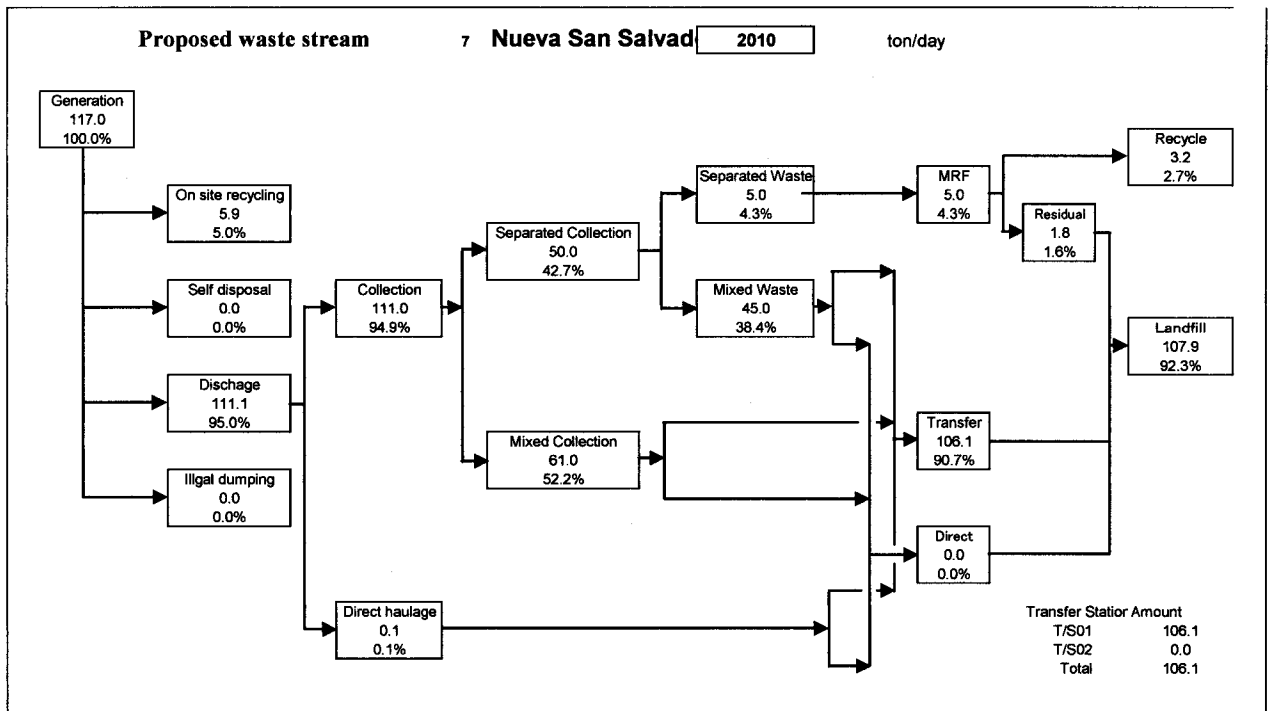 Proposed waste stream 7 Nueva San Salvad 2010 ton/day
Generation
117.0
100.0%
On site recycling
5.9
5.0%
Self disposal
0.0
0.0%
Dischage
111.1
95.0%
Illgal dumping
0.0
0.0%
Collection
111.0
94.9%
Direct haulage
0.1
0.1%
Separated Collection
50.0
42.7%
Mixed Collection
61.0
52.2%
Separated Waste
5.0
4.3%
Mixed Waste
45.0
38.4%
MRF
5.0
4.3%
Residual
1.8
1.6%
Transfer
106.1
90.7%
Direct
0.0
0.0%
Recycle
3.2
2.7%
Landfill
107.9
92.3%
Transfer Statior Amount
T/S01 106.1
T/S02 0.0
Total 106.1